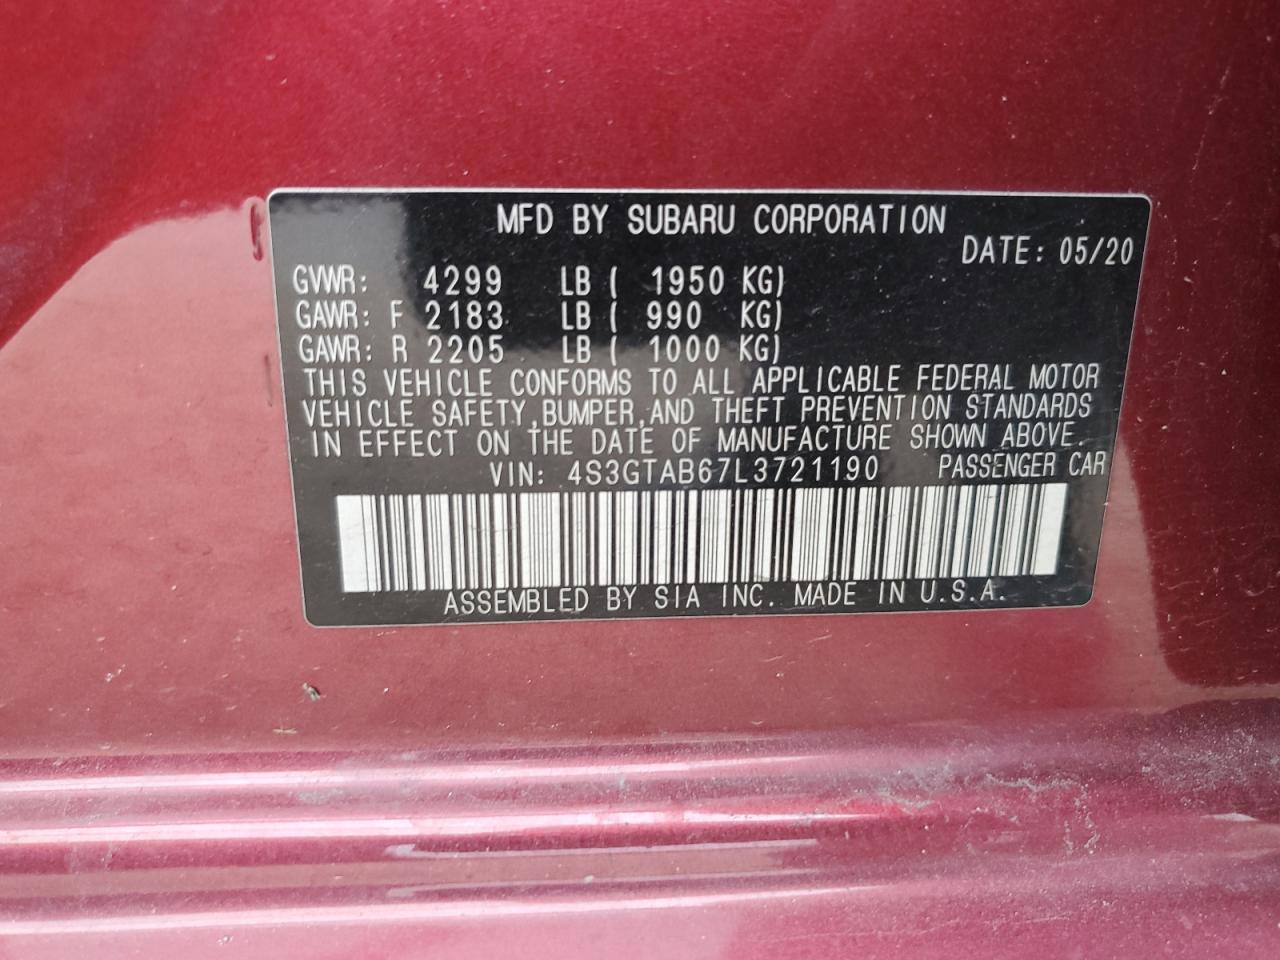 MFD BY SUBARU CORPORATION
DATE: 05/20
GVWR: 4299 LB ( 1950 KG)
GAWR: F 2183 LB ( 990 KG)
GAWR: R 2205 LB ( 1000 KG)
THIS VEHICLE CONFORMS TO ALL APPLICABLE FEDERAL MOTOR
VEHICLE SAFETY,BUMPER,AND THEFT PREVENTION STANDARDS
IN EFFECT ON THE DATE OF MANUFACTURE SHOWN ABOVE.
VIN: 4S3GTAB67L3721190 PASSENGER CAR
ASSEMBLED BY SIA INC. MADE IN U.S.A.